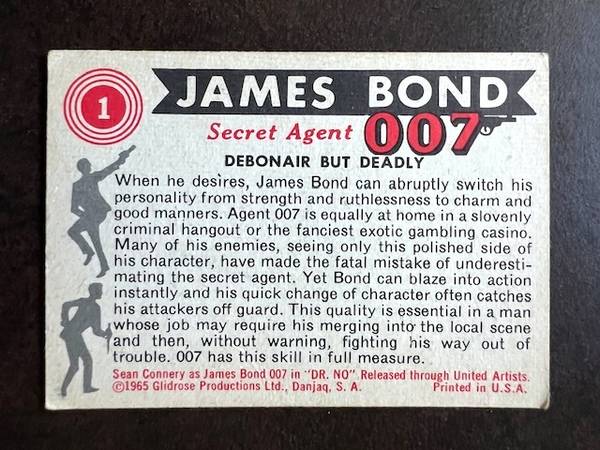 1
JAMES BOND
Secret Agent 007
DEBONAIR BUT DEADLY
When he desires, James Bond can abruptly switch his
personality from strength and ruthlessness to charm and
good manners. Agent 007 is equally at home in a slovenly
criminal hangout or the fanciest exotic gambling casino.
Many of his enemies, seeing only this polished side of
his character, have made the fatal mistake of underesti-
mating the secret agent. Yet Bond can blaze into action
instantly and his quick change of character often catches
his attackers off guard. This quality is essential in a man
whose job may require his merging into the local scene
and then, without warning, fighting his way out of
trouble. 007 has this skill in full measure.
Sean Connery as James Bond 007 in "DR. NO". Released through United Artists.
©1965 Glidrose Productions Ltd., Danjaq, S. A. Printed in U.S.A.